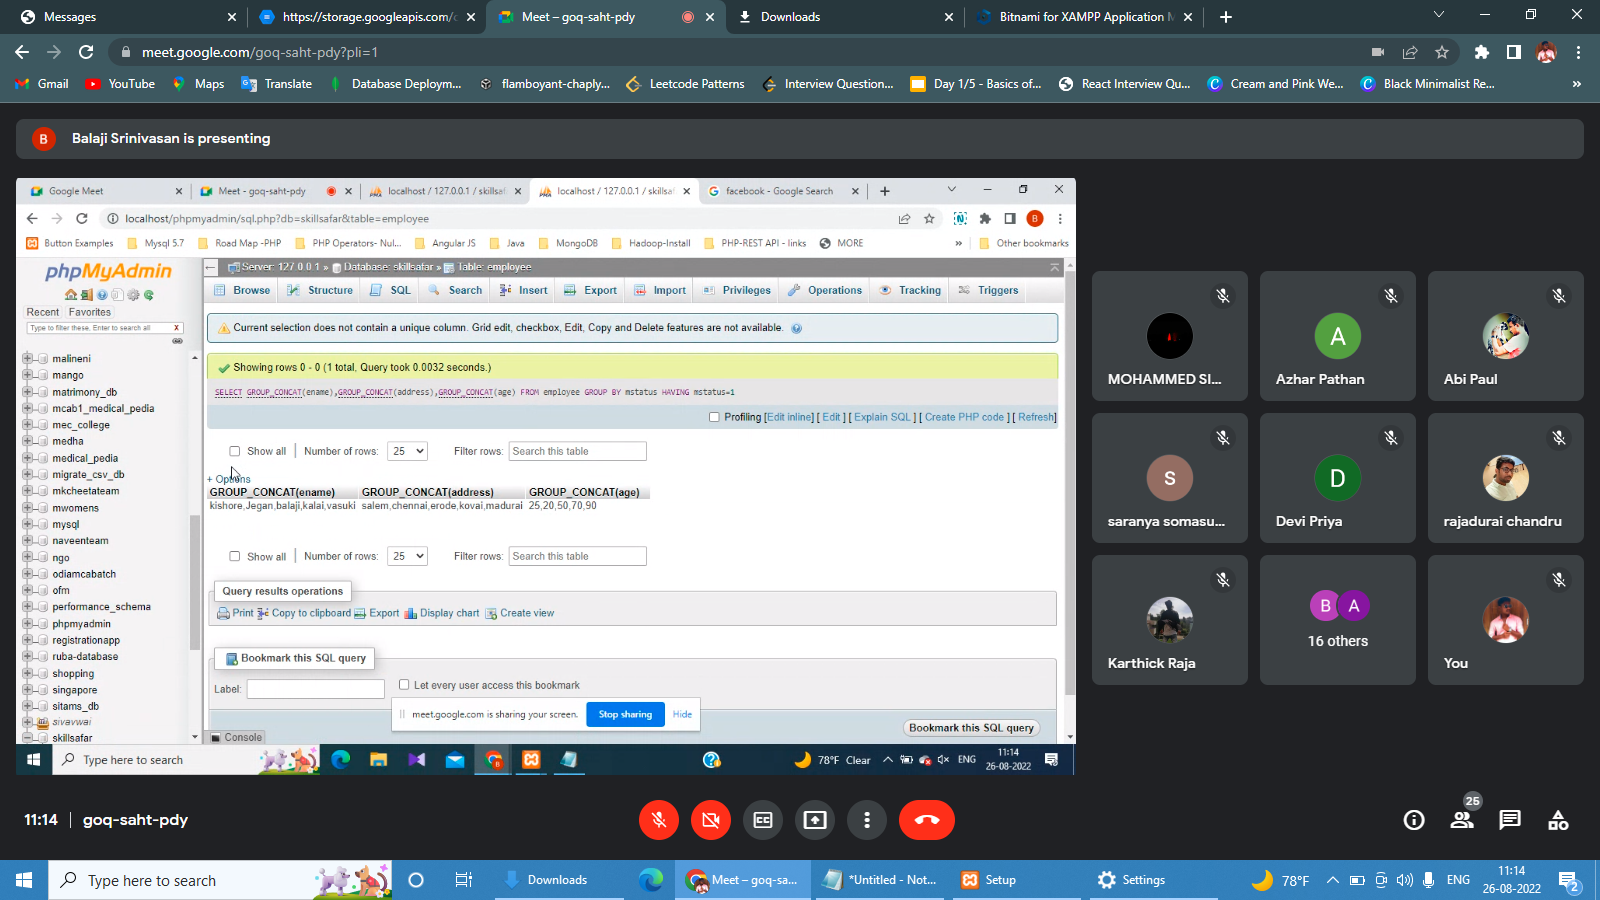 Messages
https://storage.googleapis.com/c
Meet – goq-saht-pdy
Downloads
Bitnami for XAMPP Application M
meet.google.com/goq-saht-pdy?pli=1
Gmail
YouTube
Maps
Translate
Database Deploym...
flamboyant-chaply...
Leetcode Patterns
Interview Question...
Day 1/5 - Basics of...
React Interview Qu...
Cream and Pink We...
Black Minimalist Re...
»
B
Balaji Srinivasan is presenting
Google Meet
Meet - goq-saht-pdy
localhost / 127.0.0.1 / skillsaf
localhost / 127.0.0.1 / skillsa
facebook - Google Search
localhost/phpmyadmin/sql.php?db=skillsafar&table=employee
B
Button Examples
Mysql 5.7
Road Map -PHP
PHP Operators- Nul...
Angular JS
Java
MongoDB
Hadoop-Install
PHP-REST API - links
MORE
»
Other bookmarks
phpMyAdmin
Recent
Favorites
Type to filter these, Enter to search all
X
malineni
mango
matrimony_db
mcab1_medical_pedia
mec_college
medha
medical_pedia
migrate_csv_db
mkcheetateam
mwomens
mysql
naveenteam
ngo
odiamcabatch
ofm
performance_schema
phpmyadmin
registrationapp
ruba-database
shopping
singapore
sitams_db
sivavwai
skillsafar
Server: 127.0.0.1 » Database: skillsafar » Table: employee
Browse
Structure
SQL
Search
Insert
Export
Import
Privileges
Operations
Tracking
Triggers
Current selection does not contain a unique column. Grid edit, checkbox, Edit, Copy and Delete features are not available.
Showing rows 0 - 0 (1 total, Query took 0.0032 seconds.)
SELECT GROUP_CONCAT(ename),GROUP_CONCAT(address),GROUP_CONCAT(age) FROM employee GROUP BY mstatus HAVING mstatus=1
Profiling [Edit inline] [ Edit ] [ Explain SQL ] [ Create PHP code ] [ Refresh]
Show all | Number of rows: 25 Filter rows: Search this table
+ Options
GROUP_CONCAT(ename) GROUP_CONCAT(address) GROUP_CONCAT(age)
kishore,Jegan,balaji,kalai,vasuki salem,chennai,erode,kovai,madurai 25,20,50,70,90
Show all | Number of rows: 25 Filter rows: Search this table
Query results operations
Print Copy to clipboard Export Display chart Create view
Bookmark this SQL query
Label:
Let every user access this bookmark
meet.google.com is sharing your screen. Stop sharing Hide
Bookmark this SQL query
Console
Type here to search
78°F Clear
ENG
11:14
26-08-2022
MOHAMMED SI...
A
Azhar Pathan
Abi Paul
S
saranya somasu...
D
Devi Priya
rajadurai chandru
Karthick Raja
B A
16 others
You
11:14 | goq-saht-pdy
25
Type here to search
Downloads
Meet – goq-sa...
*Untitled - Not...
Setup
Settings
78°F
ENG
11:14
26-08-2022
2